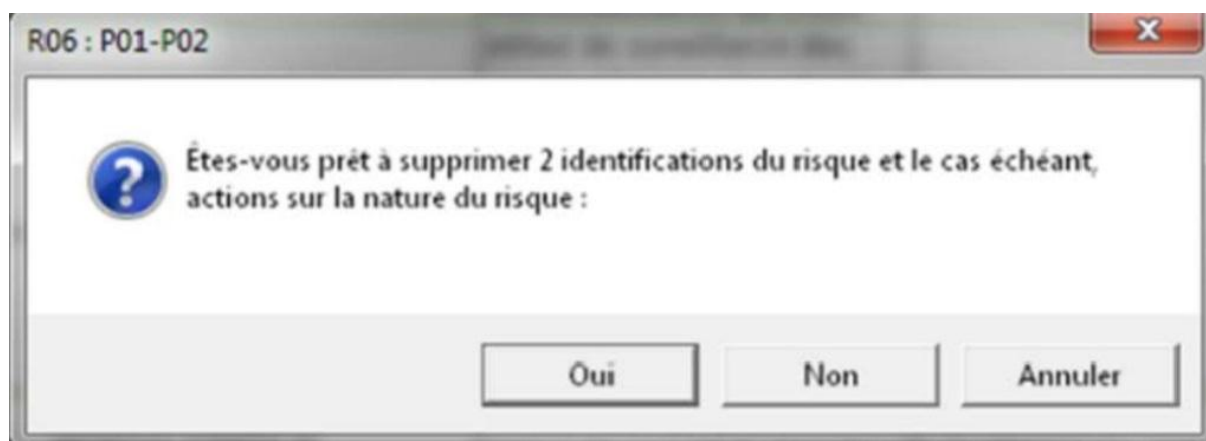 R06 : P01-P02
Êtes-vous prêt à supprimer 2 identifications du risque et le cas échéant,
actions sur la nature du risque :
Oui Non Annuler